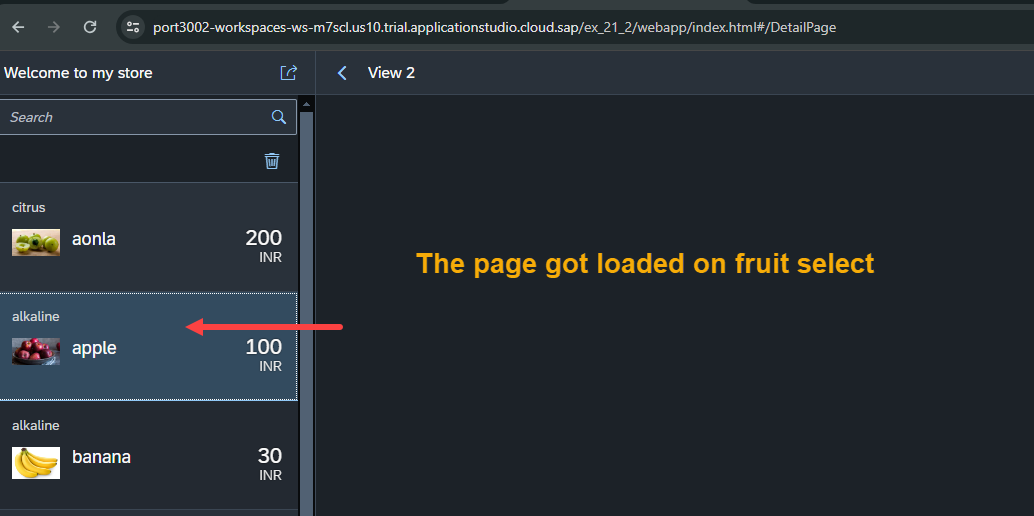 port3002-workspaces-ws-m7scl.us10.trial.applicationstudio.cloud.sap/ex_21_2/webapp/index.html#/DetailPage
Welcome to my store
View 2
Search
The page got loaded on fruit select
citrus
aonla
200
INR
alkaline
apple
100
INR
alkaline
banana
30
INR